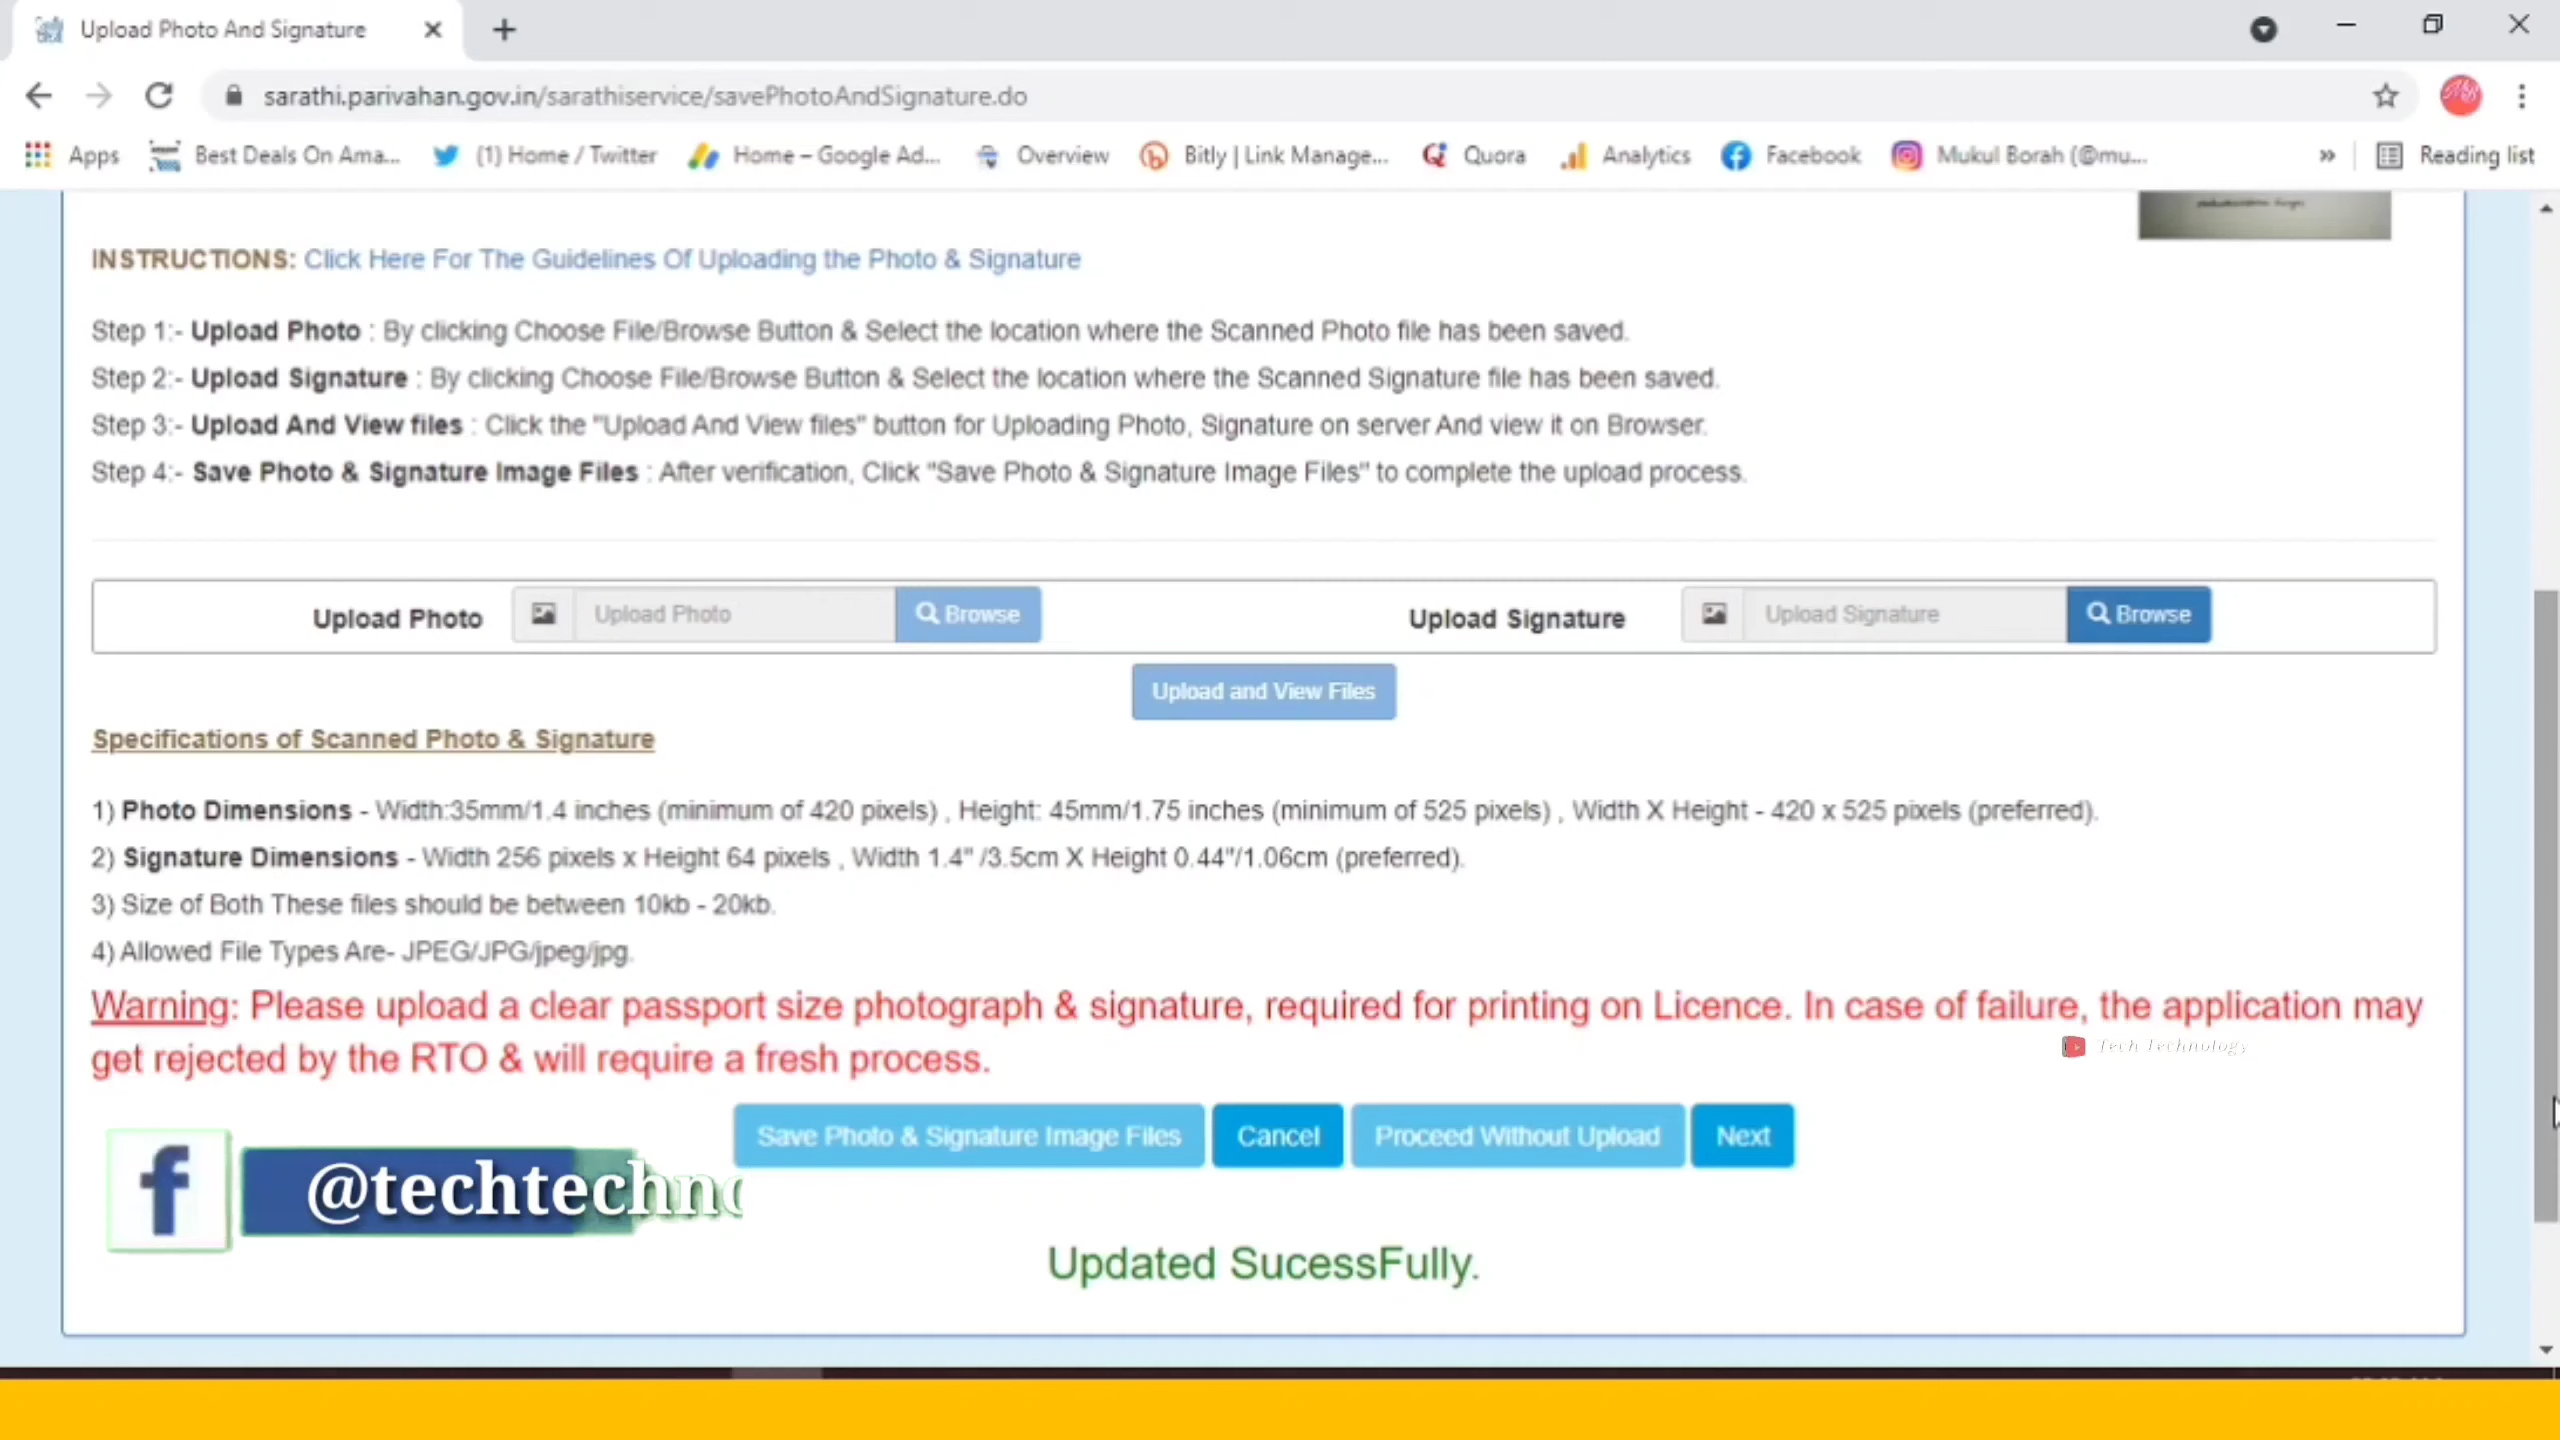 Upload Photo And Signature
sarathi.parivahan.gov.in/sarathiservice/savePhotoAndSignature.do
Apps Best Deals On Ama... (1) Home / Twitter Home – Google Ad... Overview Bitly | Link Manage... Quora Analytics Facebook Mukul Borah (@mu... » Reading list
INSTRUCTIONS: Click Here For The Guidelines Of Uploading the Photo & Signature
Step 1:- Upload Photo : By clicking Choose File/Browse Button & Select the location where the Scanned Photo file has been saved.
Step 2:- Upload Signature : By clicking Choose File/Browse Button & Select the location where the Scanned Signature file has been saved.
Step 3:- Upload And View files : Click the "Upload And View files" button for Uploading Photo, Signature on server And view it on Browser.
Step 4:- Save Photo & Signature Image Files : After verification, Click "Save Photo & Signature Image Files" to complete the upload process.
Upload Photo Upload Photo Browse Upload Signature Upload Signature Browse
Upload and View Files
Specifications of Scanned Photo & Signature
1) Photo Dimensions - Width:35mm/1.4 inches (minimum of 420 pixels) , Height: 45mm/1.75 inches (minimum of 525 pixels) , Width X Height - 420 x 525 pixels (preferred).
2) Signature Dimensions - Width 256 pixels x Height 64 pixels , Width 1.4" /3.5cm X Height 0.44"/1.06cm (preferred).
3) Size of Both These files should be between 10kb - 20kb.
4) Allowed File Types Are- JPEG/JPG/jpeg/jpg.
Warning: Please upload a clear passport size photograph & signature, required for printing on Licence. In case of failure, the application may
get rejected by the RTO & will require a fresh process.
Tech Technology
Save Photo & Signature Image Files Cancel Proceed Without Upload Next
f @techtechno
Updated SucessFully.